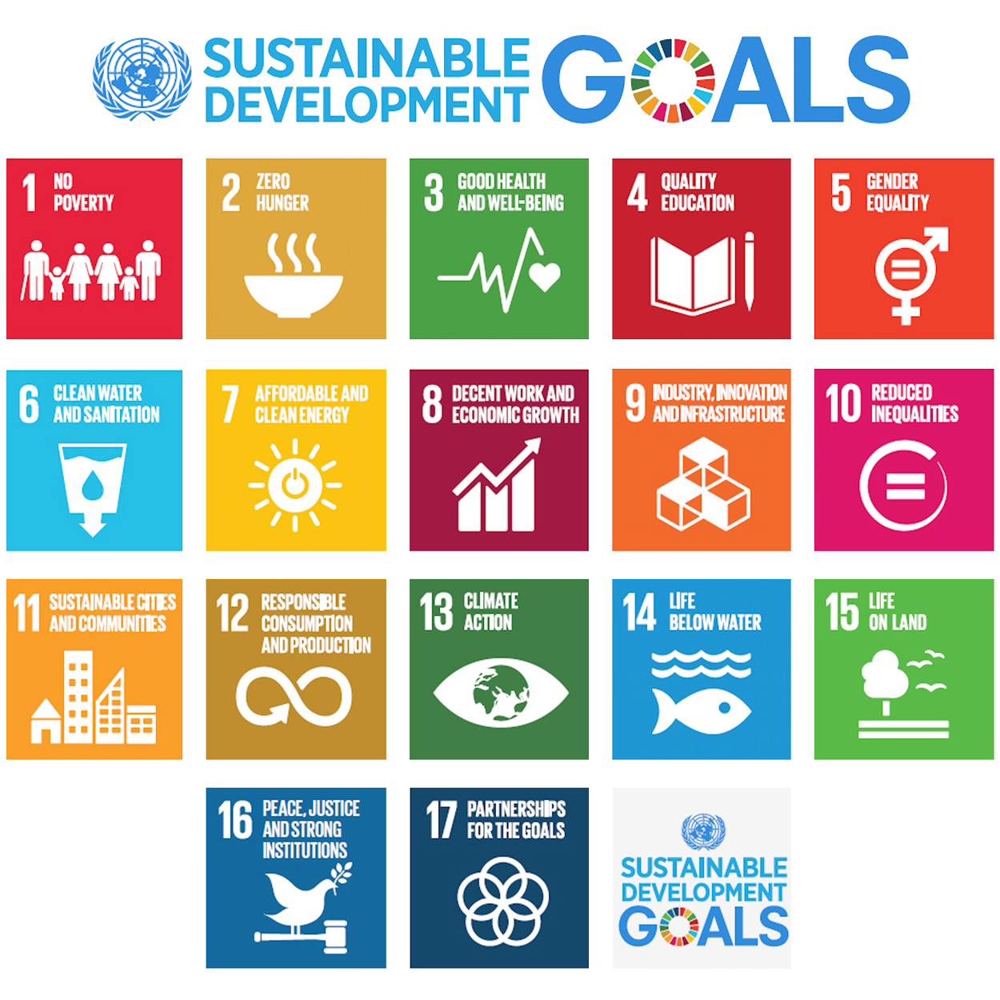 SUSTAINABLE
DEVELOPMENT
GOALS
1 NO
POVERTY
2 ZERO
HUNGER
3 GOOD HEALTH
AND WELL-BEING
4 QUALITY
EDUCATION
5 GENDER
EQUALITY
6 CLEAN WATER
AND SANITATION
7 AFFORDABLE AND
CLEAN ENERGY
8 DECENT WORK AND
ECONOMIC GROWTH
9 INDUSTRY, INNOVATION
AND INFRASTRUCTURE
10 REDUCED
INEQUALITIES
11 SUSTAINABLE CITIES
AND COMMUNITIES
12 RESPONSIBLE
CONSUMPTION
AND PRODUCTION
13 CLIMATE
ACTION
14 LIFE
BELOW WATER
15 LIFE
ON LAND
16 PEACE, JUSTICE
AND STRONG
INSTITUTIONS
17 PARTNERSHIPS
FOR THE GOALS
SUSTAINABLE
DEVELOPMENT
GOALS